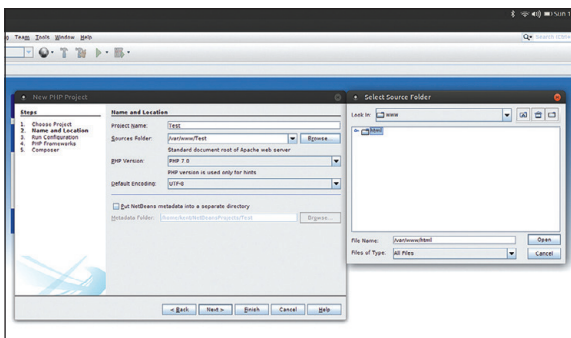 Team Tools Window Help
New PHP Project
Steps
1. Choose Project
2. Name and Location
3. Run Configuration
4. PHP Frameworks
5. Composer
Name and Location
Project Name: Test
Sources Folder: /var/www/Test Browse...
Standard document root of Apache web server
PHP Version: PHP 7.0
PHP version is used only for hints
Default Encoding: UTF-8
Put NetBeans metadata into a separate directory
Metadata Folder: Browse...
< Back Next > Finish Cancel Help
Select Source Folder
Look In: www
html
File Name: /var/www/html Open
Files of Type: All Files Cancel